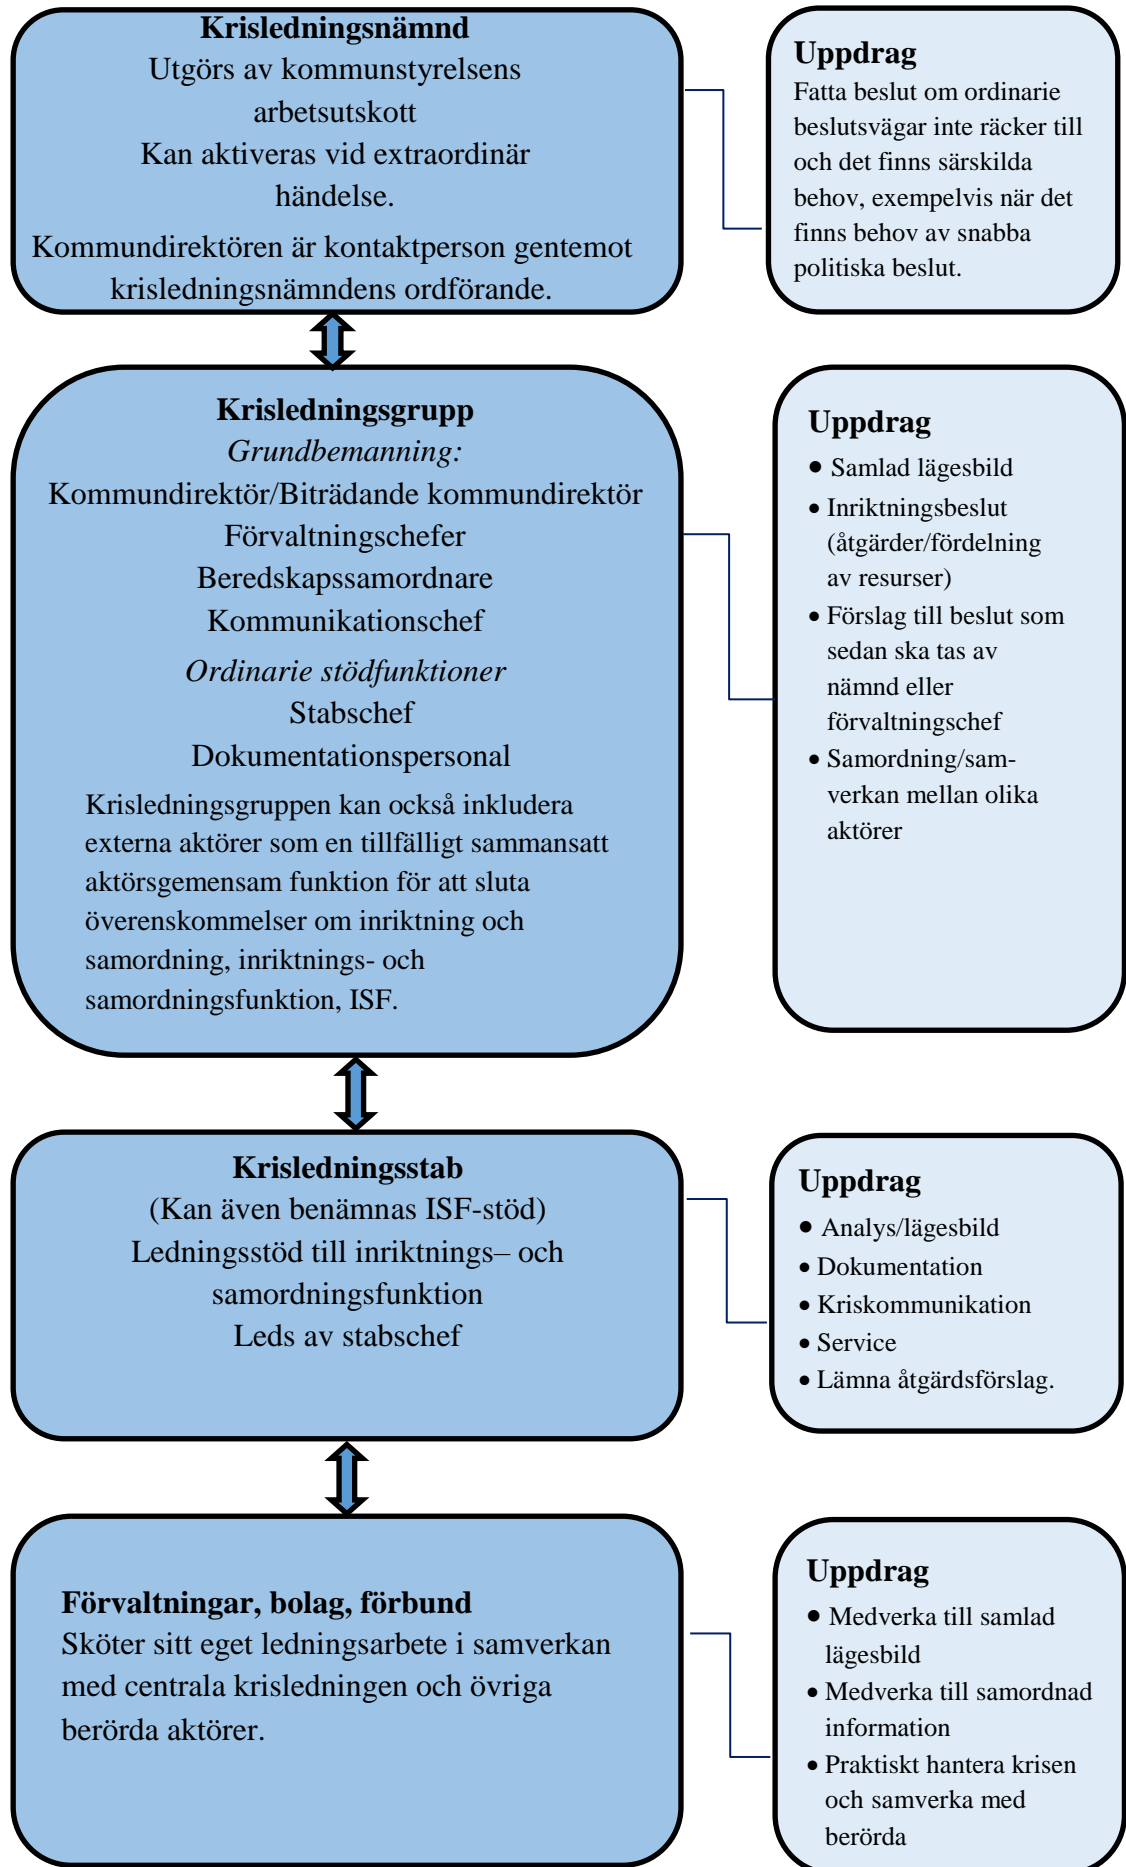 Krisledningsnämnd
Utgörs av kommunstyrelsens
arbetsutskott
Kan aktiveras vid extraordinär
händelse.
Kommundirektören är kontaktperson gentemot
krisledningsnämndens ordförande.
Uppdrag
Fatta beslut om ordinarie
beslutsvägar inte räcker till
och det finns särskilda
behov, exempelvis när det
finns behov av snabba
politiska beslut.
Krisledningsgrupp
Grundbemanning:
Kommundirektör/Biträdande kommundirektör
Förvaltningschefer
Beredskapssamordnare
Kommunikationschef
Ordinarie stödfunktioner
Stabschef
Dokumentationspersonal
Krisledningsgruppen kan också inkludera
externa aktörer som en tillfälligt sammansatt
aktörsgemensam funktion för att sluta
överenskommelser om inriktning och
samordning, inriktnings- och
samordningsfunktion, ISF.
Uppdrag
• Samlad lägesbild
• Inriktningsbeslut
(åtgärder/fördelning
av resurser)
• Förslag till beslut som
sedan ska tas av
nämnd eller
förvaltningschef
• Samordning/sam-
verkan mellan olika
aktörer
Krisledningsstab
(Kan även benämnas ISF-stöd)
Ledningsstöd till inriktnings– och
samordningsfunktion
Leds av stabschef
Uppdrag
• Analys/lägesbild
• Dokumentation
• Kriskommunikation
• Service
• Lämna åtgärdsförslag.
Förvaltningar, bolag, förbund
Sköter sitt eget ledningsarbete i samverkan
med centrala krisledningen och övriga
berörda aktörer.
Uppdrag
• Medverka till samlad
lägesbild
• Medverka till samordnad
information
• Praktiskt hantera krisen
och samverka med
berörda